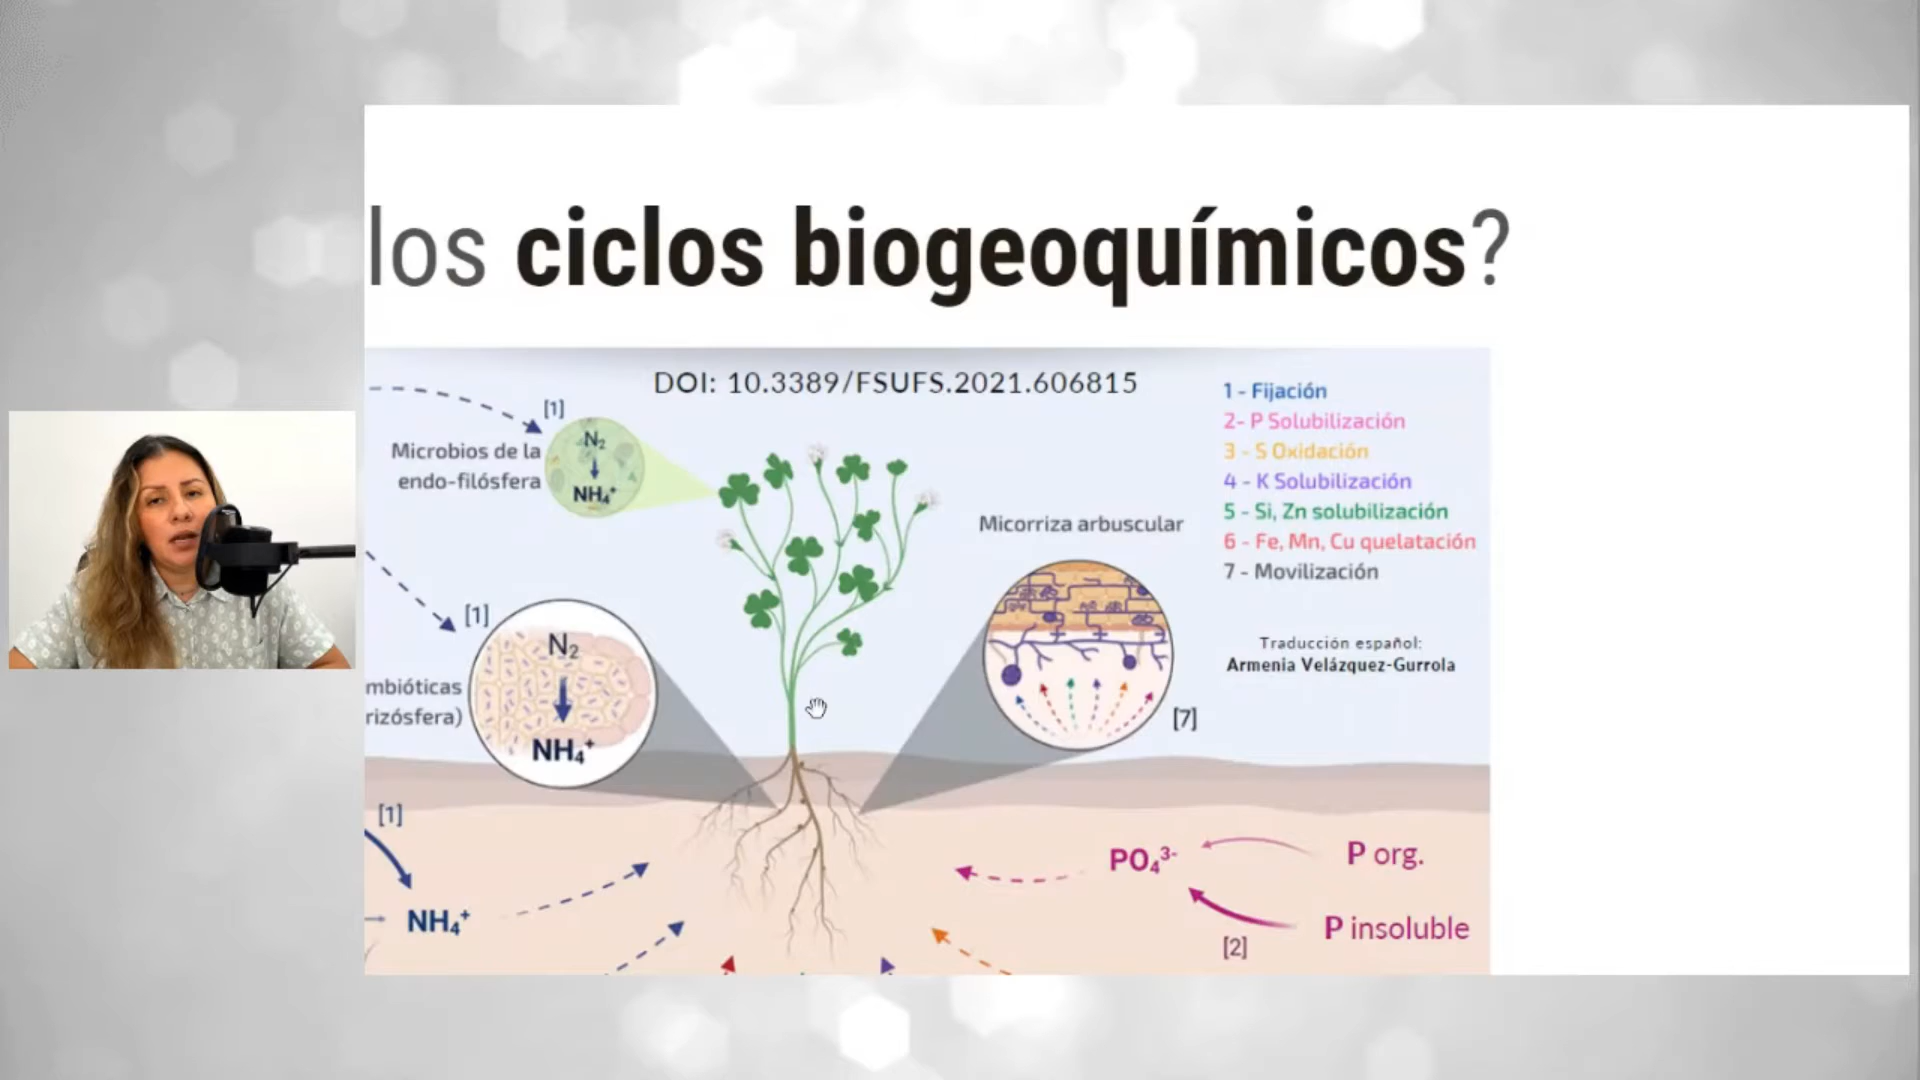 los ciclos biogeoquímicos?
DOI: 10.3389/FSUFS.2021.606815
1 - Fijación
2- P Solubilización
3 - S Oxidación
4 - K Solubilización
5 - Si, Zn solubilización
6 - Fe, Mn, Cu quelatación
7 - Movilización
Traducción español:
Armenia Velázquez-Gurrola
[1]
Microbios de la
endo-filósfera
N₂
NH₄⁺
Micorriza arbuscular
[7]
[1]
N₂
NH₄⁺
mbióticas
rizósfera)
[1]
NH₄⁺
PO₄³⁻
P org.
P insoluble
[2]